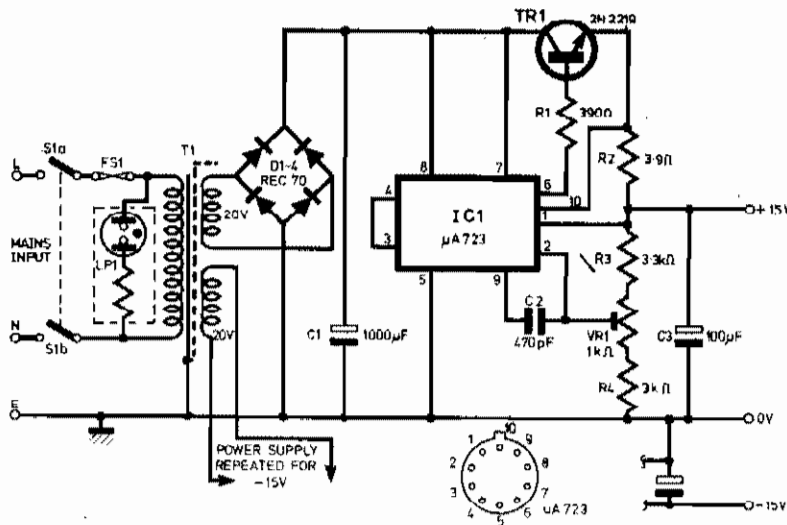 TR1
2N2219
S1a
FS1
T1
L
R1
390Ω
R2
3·9Ω
D1-4
REC 70
8
7
6
10
1
2
4
3
5
9
IC1
μA723
+15V
20V
MAINS
INPUT
LP1
R3
3·3kΩ
C2
470pF
VR1
1kΩ
C1
1000μF
C3
100μF
N
S1b
20V
R4
3kΩ
E
0V
POWER SUPPLY
REPEATED FOR
-15V
10
1
9
2
8
3
7
4
5
6
uA723
-15V